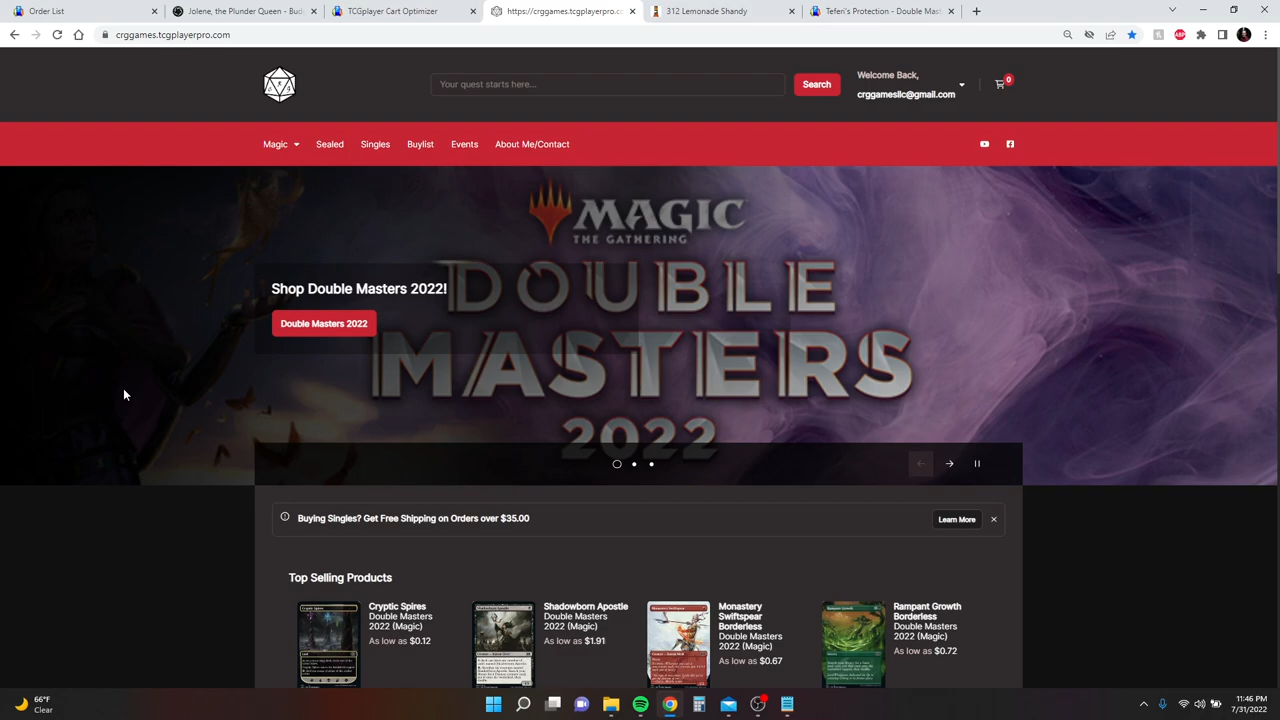 Order List
Jolene, the Plunder Queen - Bud
TCGplayer Cart Optimizer
https://crggames.tcgplayerpro.com
312 Lemonade Shandy
Teferi's Protection - Double Mast
crggames.tcgplayerpro.com
ABP
Your quest starts here...
Search
Welcome Back,
crggamesllc@gmail.com
0
Magic
Sealed
Singles
Buylist
Events
About Me/Contact
MAGIC
THE GATHERING
DOUBLE
MASTERS
2022
Shop Double Masters 2022!
Double Masters 2022
Buying Singles? Get Free Shipping on Orders over $35.00
Learn More
Top Selling Products
Cryptic Spires
Double Masters
2022 (Magic)
As low as $0.12
Shadowborn Apostle
Double Masters
2022 (Magic)
As low as $1.91
Monastery
Swiftspear
Borderless
Double Masters
2022 (Magic)
Rampant Growth
Borderless
Double Masters
2022 (Magic)
As low as $0.72
66°F
Clear
11:46 PM
7/31/2022